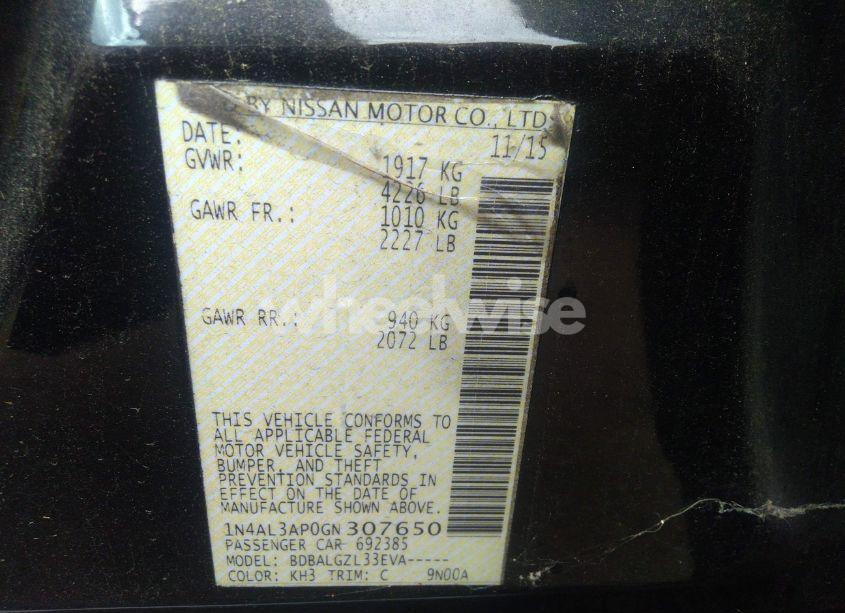 BY NISSAN MOTOR CO., LTD.
DATE: 11/15
GVWR: 1917 KG
4226 LB
GAWR FR.: 1010 KG
2227 LB
wheelwise
GAWR RR.: 940 KG
2072 LB
THIS VEHICLE CONFORMS TO
ALL APPLICABLE FEDERAL
MOTOR VEHICLE SAFETY,
BUMPER, AND THEFT
PREVENTION STANDARDS IN
EFFECT ON THE DATE OF
MANUFACTURE SHOWN ABOVE.
1N4AL3AP0GN307650
PASSENGER CAR 692385
MODEL: BDBALGZL33EVA-----
COLOR: KH3 TRIM: C 9N00A